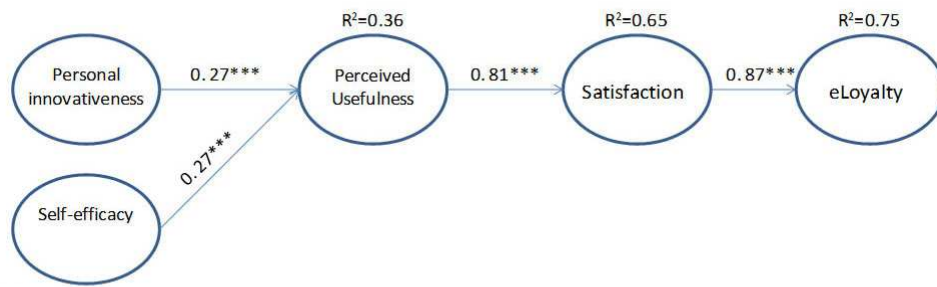 R²=0.36
R²=0.65
R²=0.75
Personal
innovativeness
0.27***
Perceived
Usefulness
0.81***
Satisfaction
0.87***
eLoyalty
0.27***
Self-efficacy